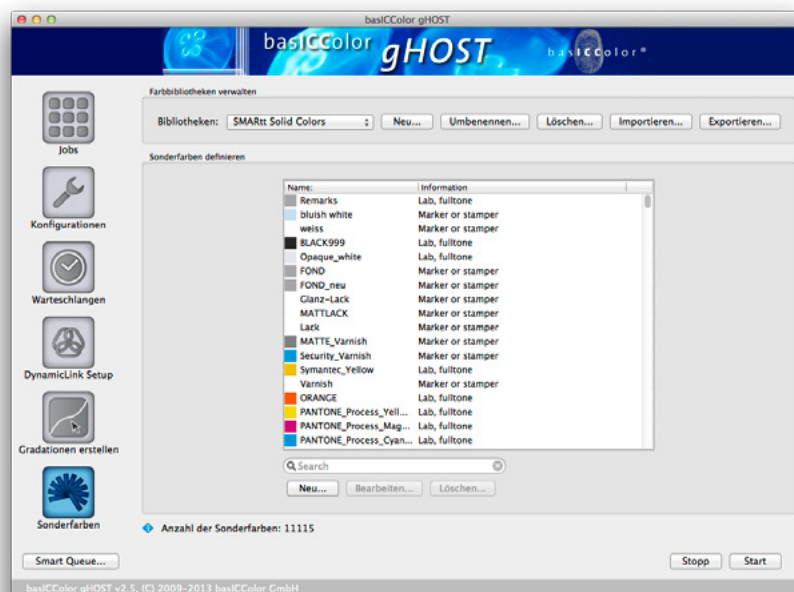 basICColor gHOST
basICColor gHOST
basICColor®
Farbbibliotheken verwalten
Bibliotheken: SMARtt Solid Colors Neu... Umbenennen... Löschen... Importieren... Exportieren...
Jobs
Sonderfarben definieren
Name: Information
Remarks Lab, fulltone
bluish white Marker or stamper
weiss Marker or stamper
BLACK999 Lab, fulltone
Opaque_white Lab, fulltone
FOND Marker or stamper
FOND_neu Marker or stamper
Glanz-Lack Marker or stamper
MATTLACK Marker or stamper
Lack Marker or stamper
MATTE_Varnish Marker or stamper
Security_Varnish Marker or stamper
Symantec_Yellow Lab, fulltone
Varnish Marker or stamper
ORANGE Lab, fulltone
PANTONE_Process_Yell... Lab, fulltone
PANTONE_Process_Mag... Lab, fulltone
PANTONE_Process_Cyan... Lab, fulltone
Konfigurationen
Warteschlangen
DynamicLink Setup
Gradationen erstellen
Sonderfarben
Search
Neu... Bearbeiten... Löschen...
Anzahl der Sonderfarben: 11115
Smart Queue... Stopp Start
basICColor gHOST v2.5, (C) 2009-2013 basICColor GmbH